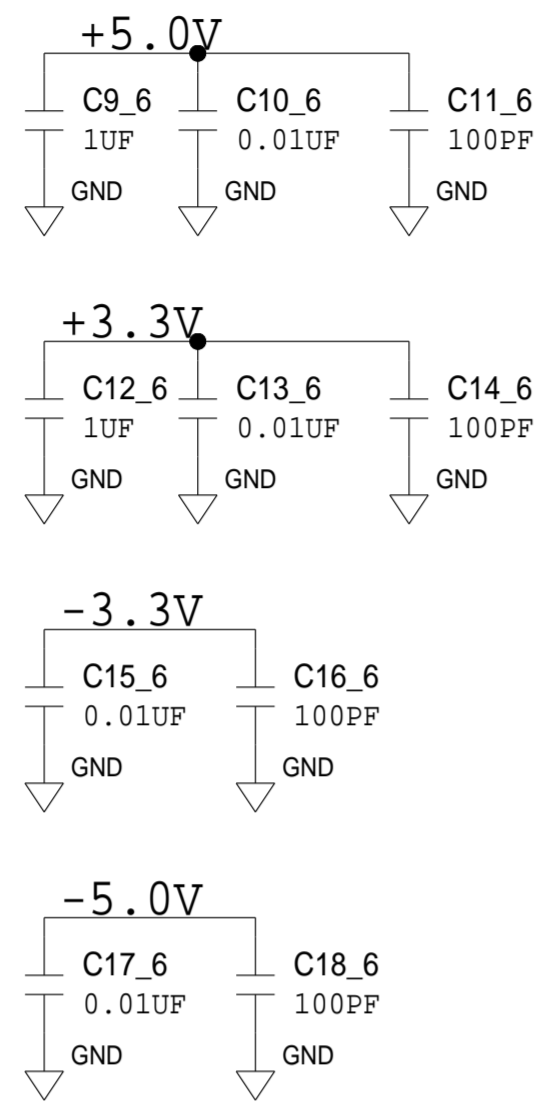 +5.0V
C9_6 C10_6 C11_6
1UF 0.01UF 100PF
GND GND GND
+3.3V
C12_6 C13_6 C14_6
1UF 0.01UF 100PF
GND GND GND
-3.3V
C15_6 C16_6
0.01UF 100PF
GND GND
-5.0V
C17_6 C18_6
0.01UF 100PF
GND GND